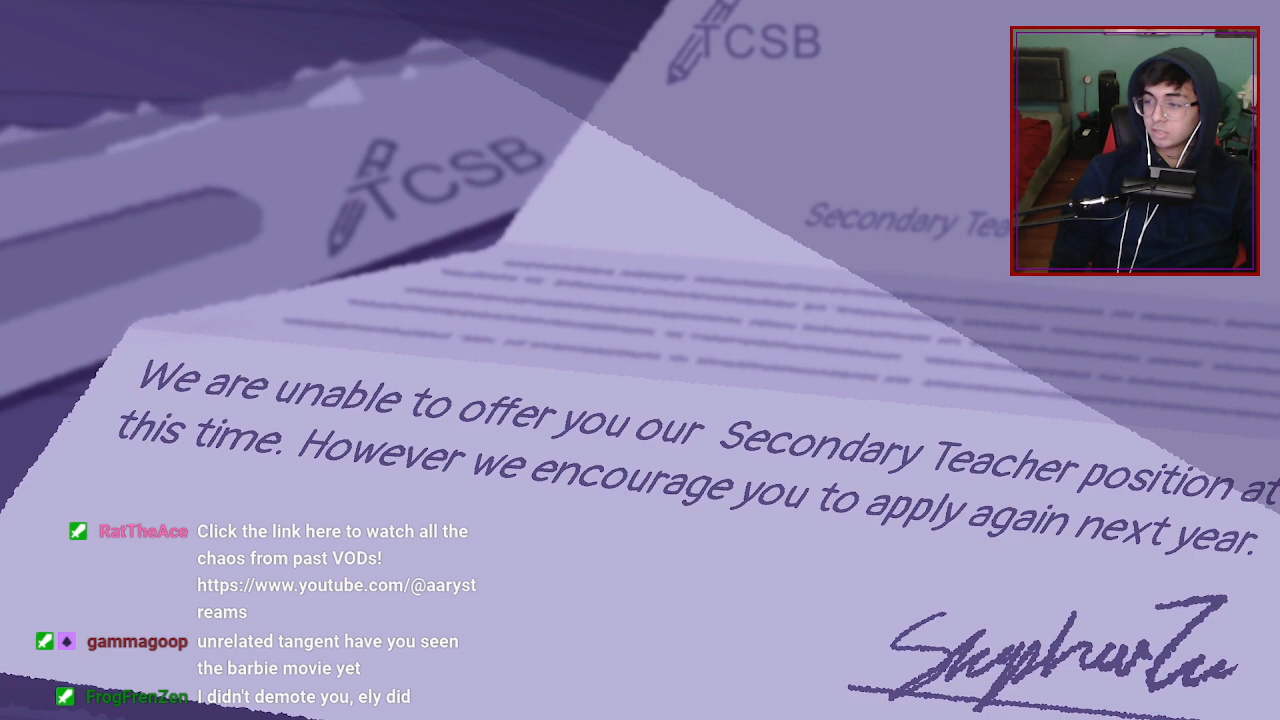 TCSB
TCSB
Secondary Tea
We are unable to offer you our Secondary Teacher position at
this time. However we encourage you to apply again next year.
RatTheAce Click the link here to watch all the
chaos from past VODs!
https://www.youtube.com/@aaryst
reams
gammagoop unrelated tangent have you seen
the barbie movie yet
FrogFrenZen I didn't demote you, ely did